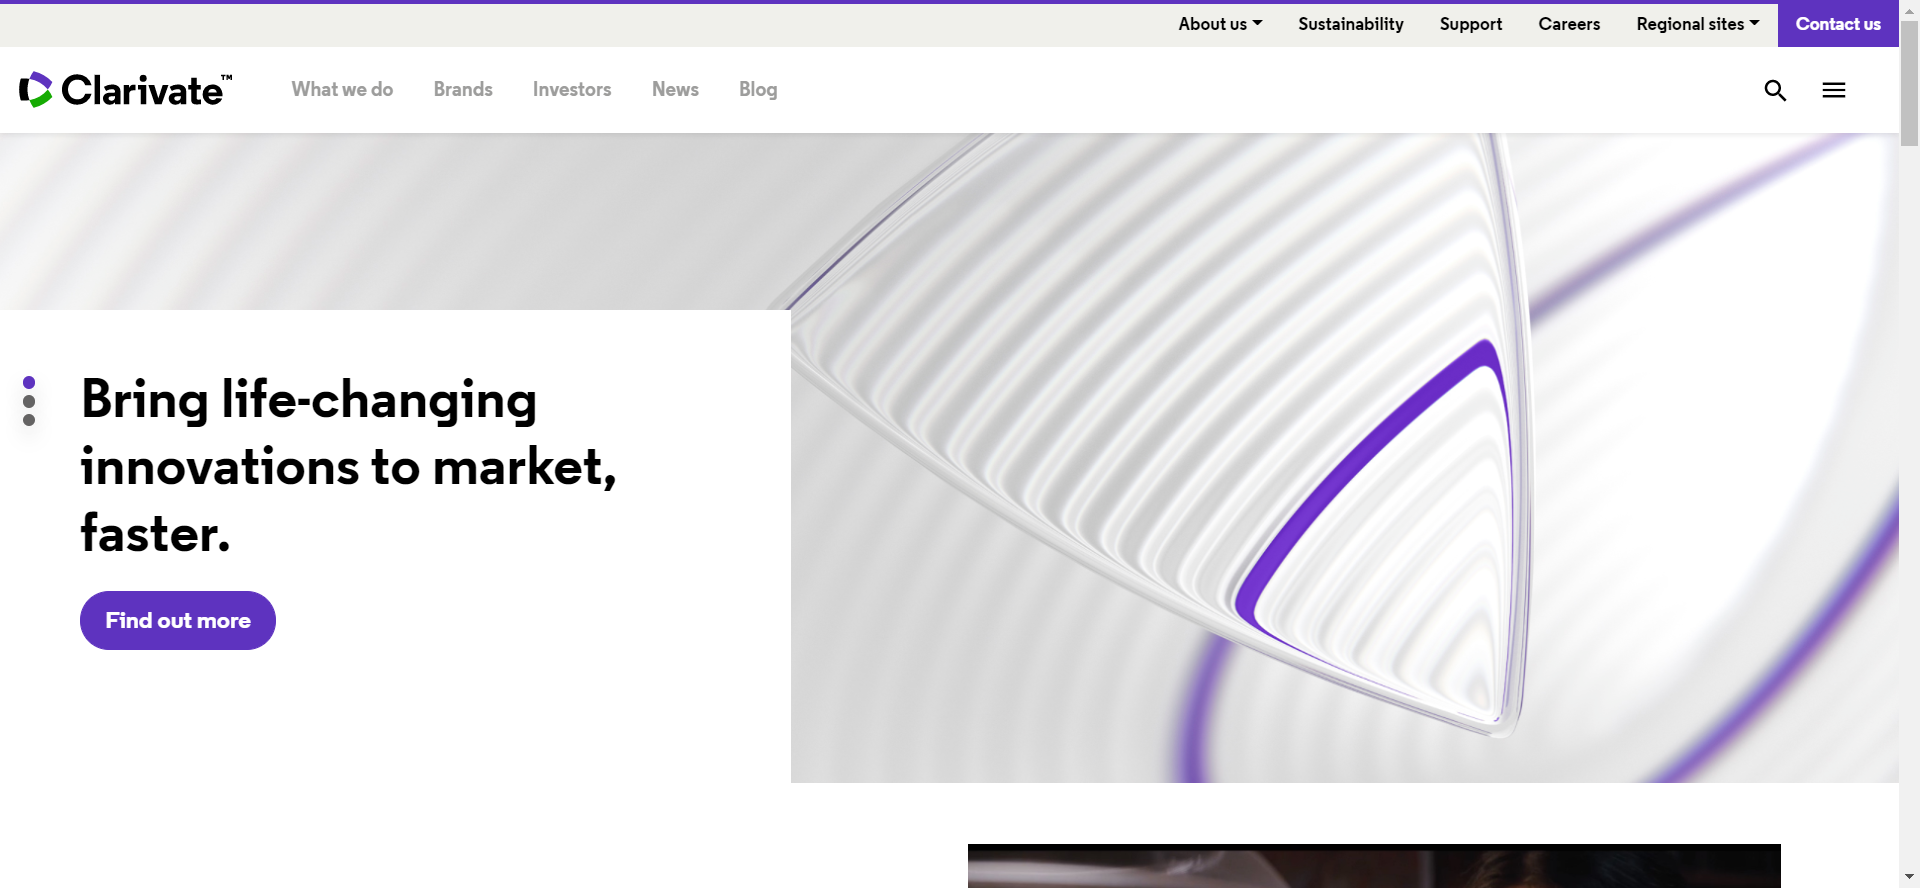 About us
Sustainability
Support
Careers
Regional sites
Contact us
Clarivate™
What we do
Brands
Investors
News
Blog
Bring life-changing
innovations to market,
faster.
Find out more